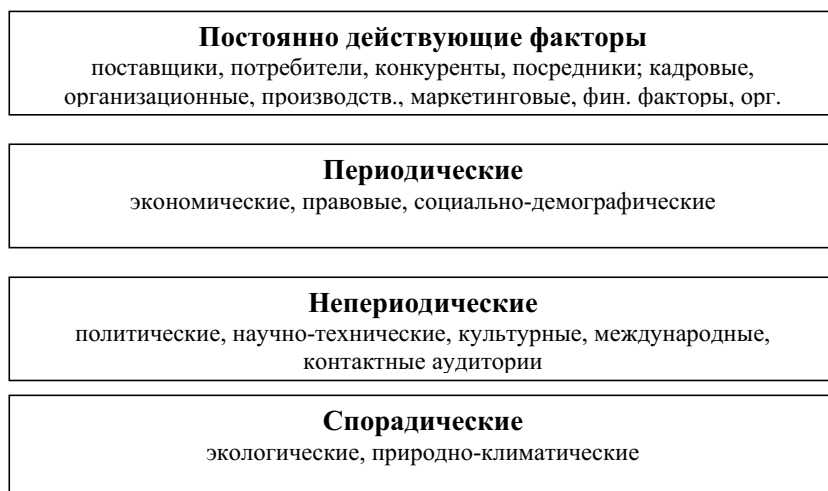 Постоянно действующие факторы
поставщики, потребители, конкуренты, посредники; кадровые,
организационные, производств., маркетинговые, фин. факторы, орг.
Периодические
экономические, правовые, социально-демографические
Непериодические
политические, научно-технические, культурные, международные,
контактные аудитории
Спорадические
экологические, природно-климатические